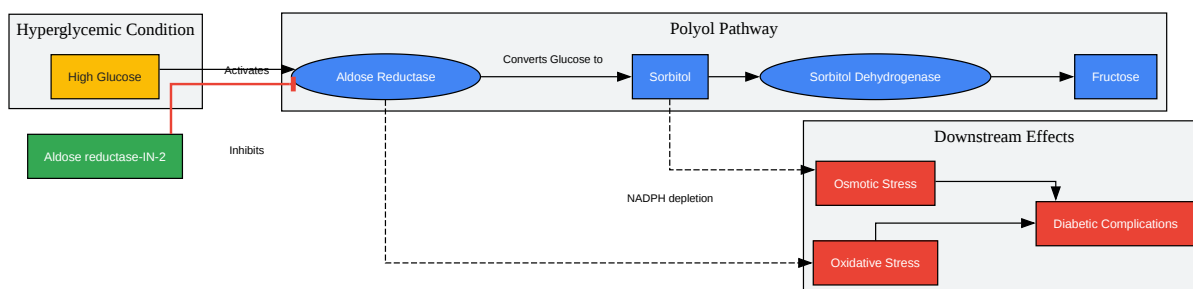 Hyperglycemic Condition
Polyol Pathway
High Glucose
Activates
Aldose Reductase
Converts Glucose to
Sorbitol
Sorbitol Dehydrogenase
Fructose
Aldose reductase-IN-2
Inhibits
Downstream Effects
Osmotic Stress
NADPH depletion
Diabetic Complications
Oxidative Stress